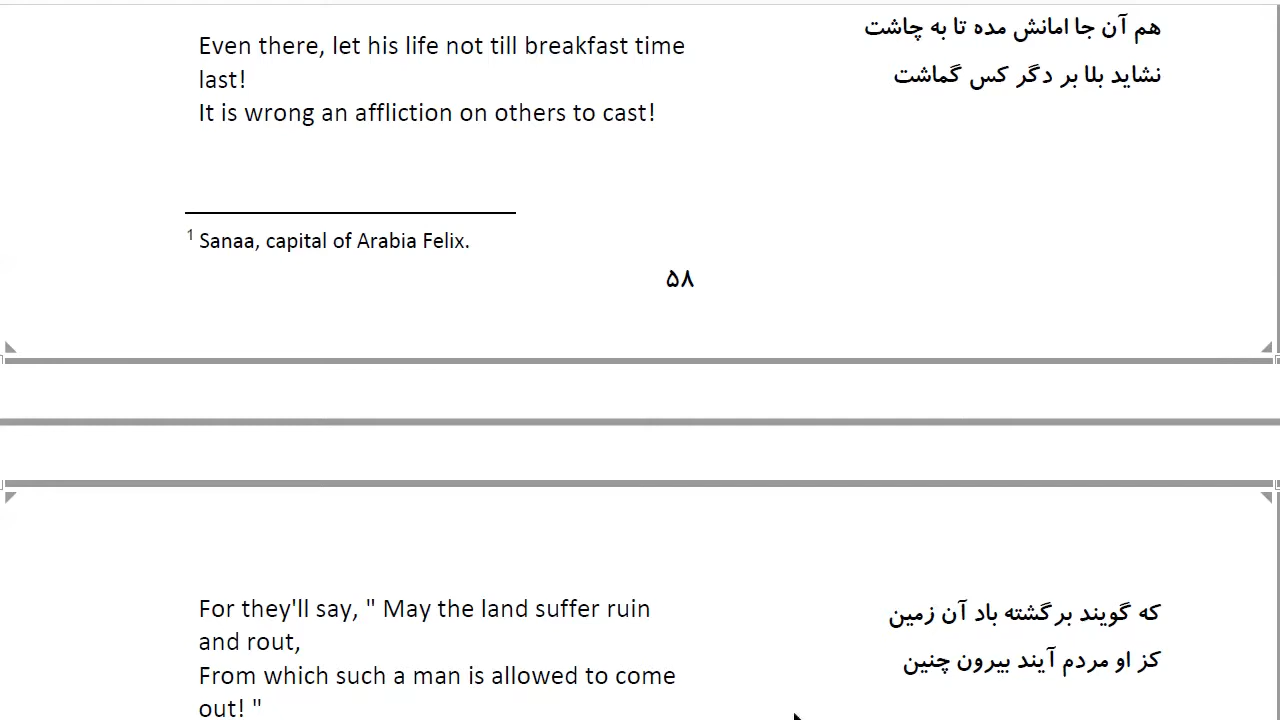 Even there, let his life not till breakfast time
last!
It is wrong an affliction on others to cast!
هم آن جا امانش مده تا به چاشت
نشاید بلا بر دگر کس گماشت
1 Sanaa, capital of Arabia Felix.
۵۸
For they'll say, " May the land suffer ruin
and rout,
From which such a man is allowed to come
out! "
که گویند برگشته باد آن زمین
کز او مردم آیند بیرون چنین